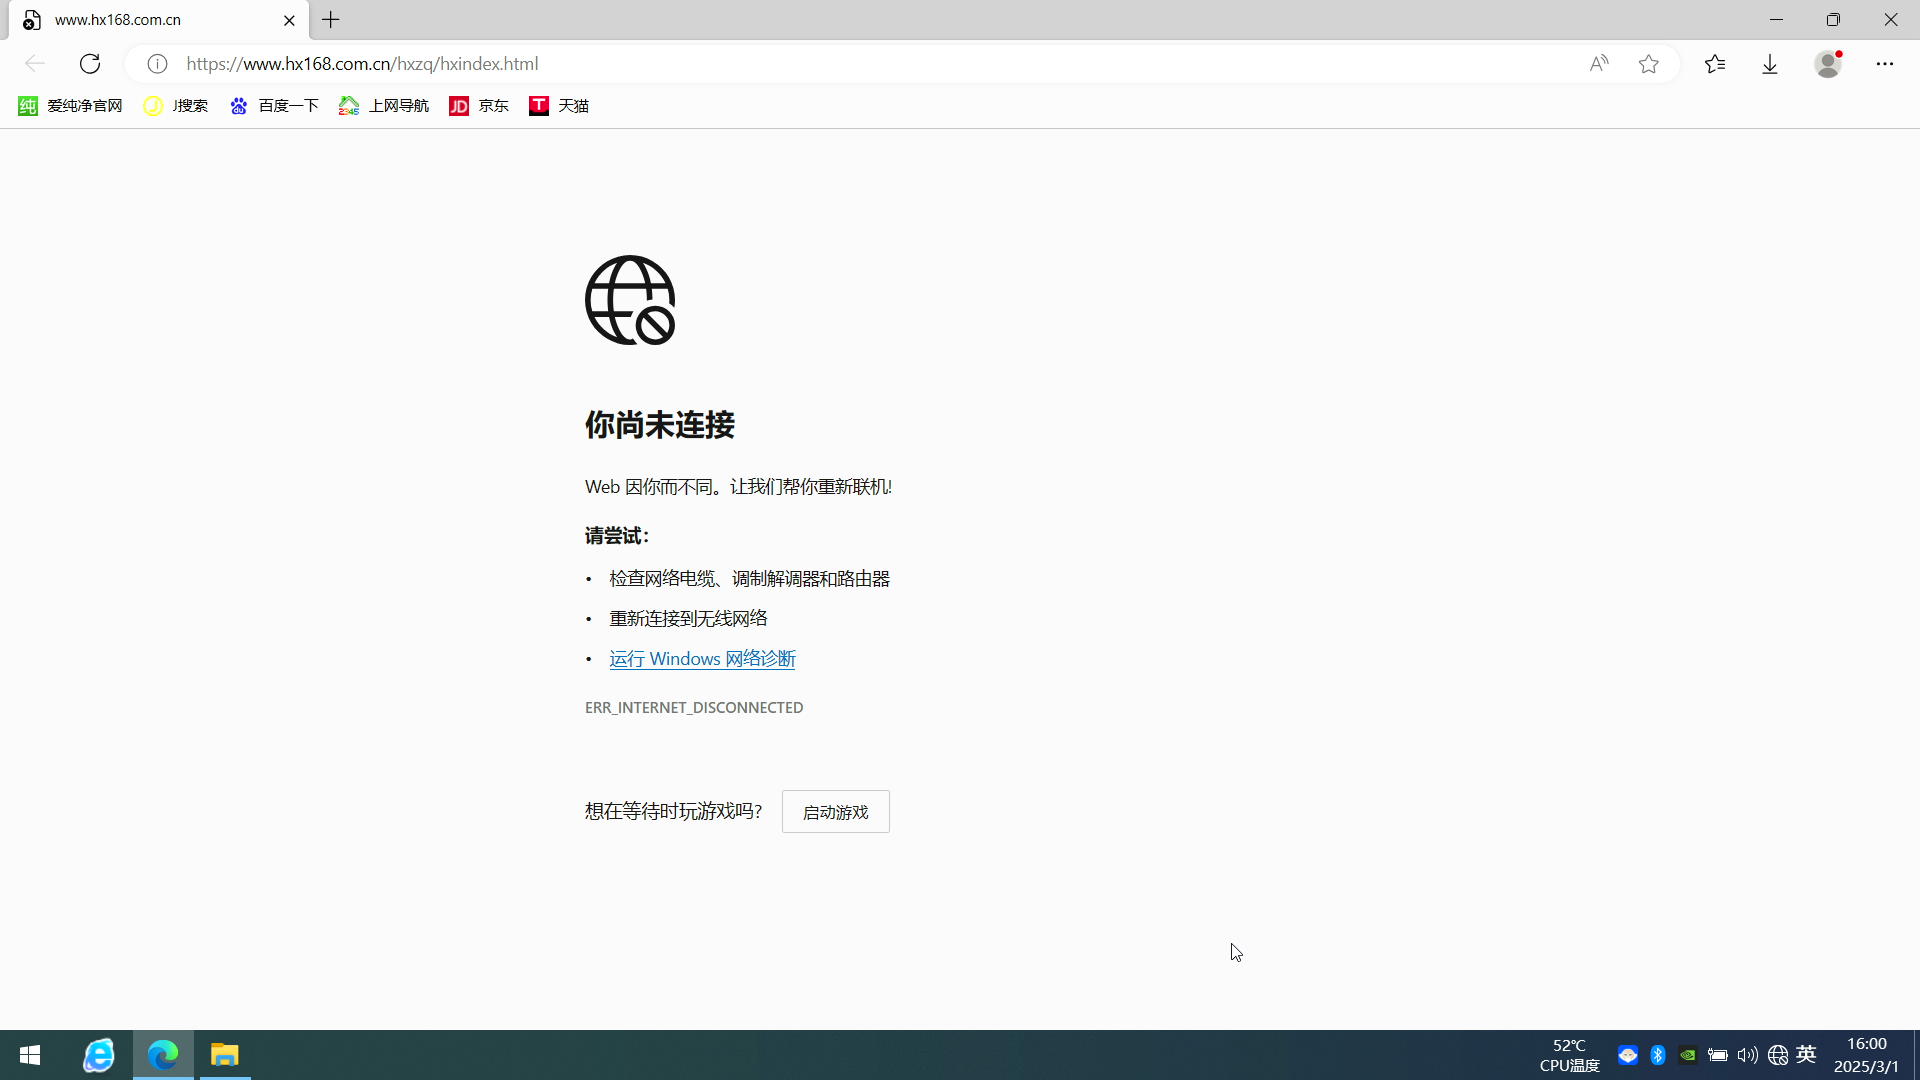 www.hx168.com.cn
https://www.hx168.com.cn/hxzq/hxindex.html
纯 爱纯净官网 J搜索 百度一下 2345 上网导航 JD 京东 T 天猫
你尚未连接
Web 因你而不同。让我们帮你重新联机!
请尝试：
• 检查网络电缆、调制解调器和路由器
• 重新连接到无线网络
• 运行 Windows 网络诊断
ERR_INTERNET_DISCONNECTED
想在等待时玩游戏吗? 启动游戏
52℃
CPU温度
英
16:00
2025/3/1